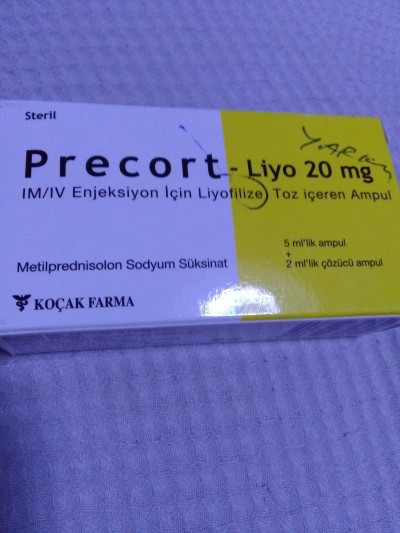 Steril
Precort - Liyo 20 mg
IM/IV Enjeksiyon İçin Liyofilize Toz içeren Ampul
5 ml'lik ampul
+
2 ml'lik çözücü ampul
Metilprednisolon Sodyum Süksinat
KOÇAK FARMA